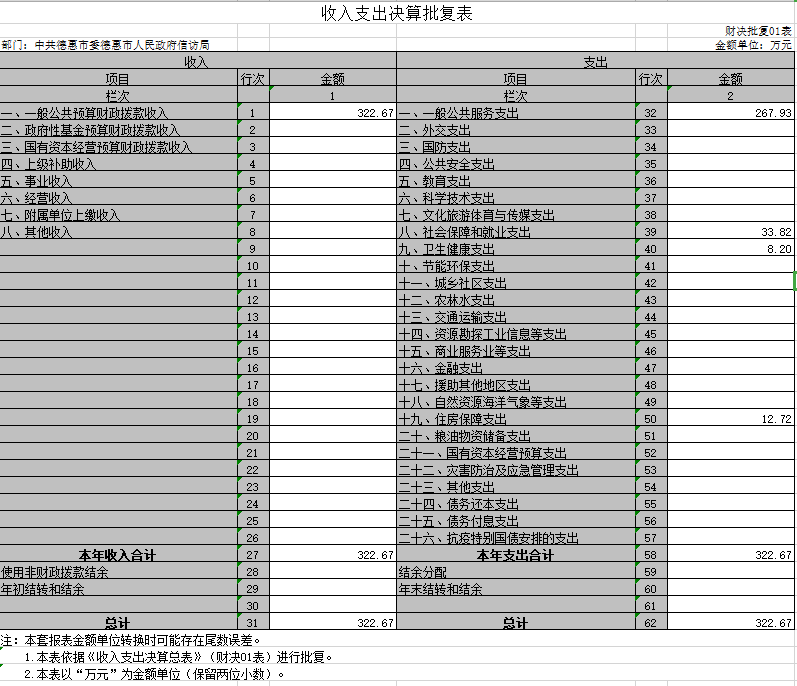 收入支出决算批复表
财决批复01表
部门：中共德惠市委德惠市人民政府信访局 金额单位：万元
收入 支出
项目 行次 金额 项目 行次 金额
栏次 1 栏次 2
一、一般公共预算财政拨款收入 1 322.67 一、一般公共服务支出 32 267.93
二、政府性基金预算财政拨款收入 2 二、外交支出 33
三、国有资本经营预算财政拨款收入 3 三、国防支出 34
四、上级补助收入 4 四、公共安全支出 35
五、事业收入 5 五、教育支出 36
六、经营收入 6 六、科学技术支出 37
七、附属单位上缴收入 7 七、文化旅游体育与传媒支出 38
八、其他收入 8 八、社会保障和就业支出 39 33.82
9 九、卫生健康支出 40 8.20
10 十、节能环保支出 41
11 十一、城乡社区支出 42
12 十二、农林水支出 43
13 十三、交通运输支出 44
14 十四、资源勘探工业信息等支出 45
15 十五、商业服务业等支出 46
16 十六、金融支出 47
17 十七、援助其他地区支出 48
18 十八、自然资源海洋气象等支出 49
19 十九、住房保障支出 50 12.72
20 二十、粮油物资储备支出 51
21 二十一、国有资本经营预算支出 52
22 二十二、灾害防治及应急管理支出 53
23 二十三、其他支出 54
24 二十四、债务还本支出 55
25 二十五、债务付息支出 56
26 二十六、抗疫特别国债安排的支出 57
本年收入合计 27 322.67 本年支出合计 58 322.67
使用非财政拨款结余 28 结余分配 59
年初结转和结余 29 年末结转和结余 60
30 61
总计 31 322.67 总计 62 322.67
注：本套报表金额单位转换时可能存在尾数误差。
1.本表依据《收入支出决算总表》（财决01表）进行批复。
2.本表以“万元”为金额单位（保留两位小数）。